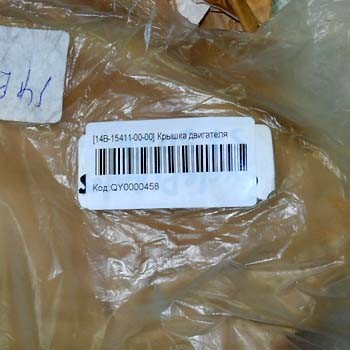 [14B-15411-00-00] Крышка двигателя
Код:QY0000458